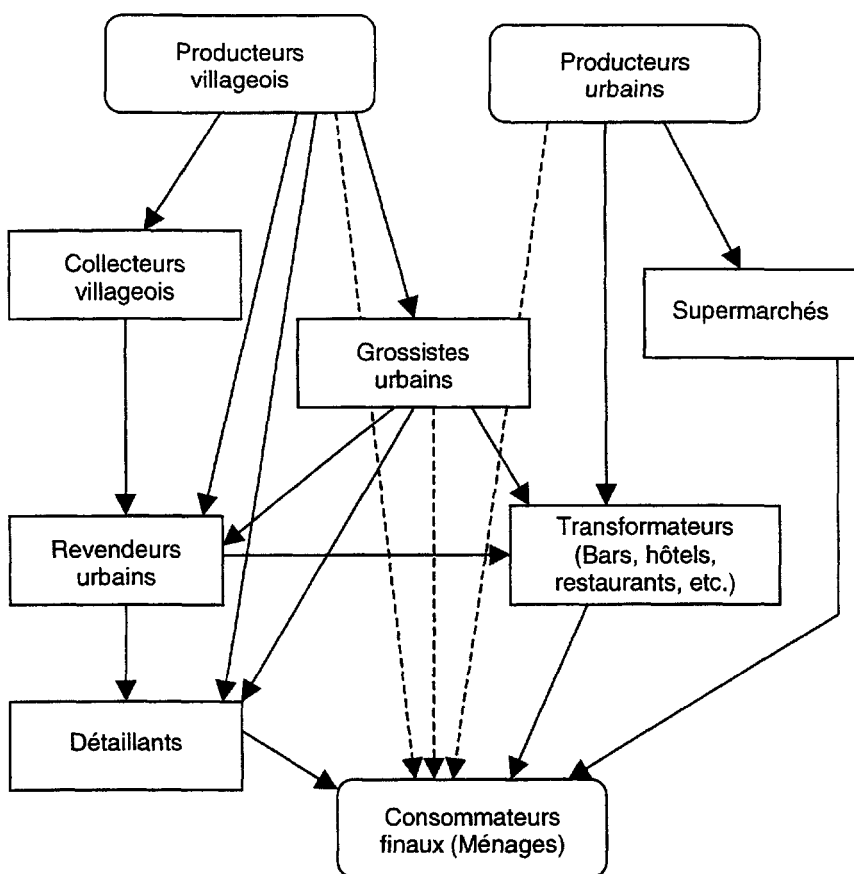 Producteurs
villageois
Producteurs
urbains
Collecteurs
villageois
Supermarchés
Grossistes
urbains
Revendeurs
urbains
Transformateurs
(Bars, hôtels,
restaurants, etc.)
Détaillants
Consommateurs
finaux (Ménages)